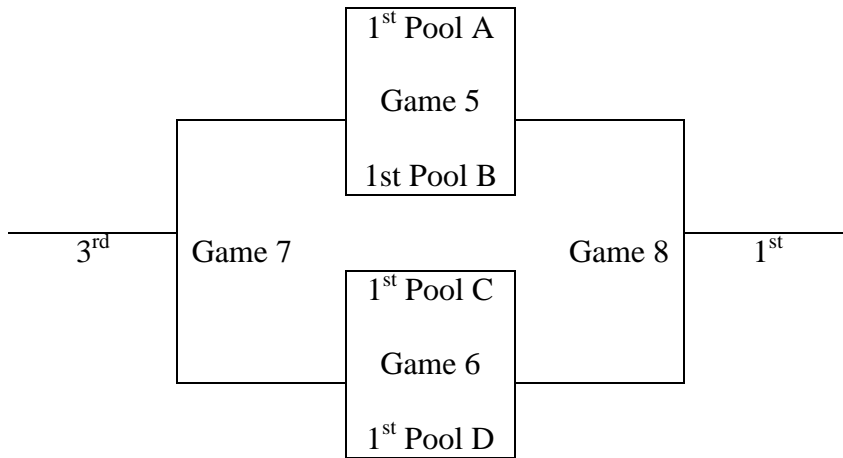 1st Pool A
Game 5
1st Pool B
3rd
Game 7
Game 8
1st
1st Pool C
Game 6
1st Pool D